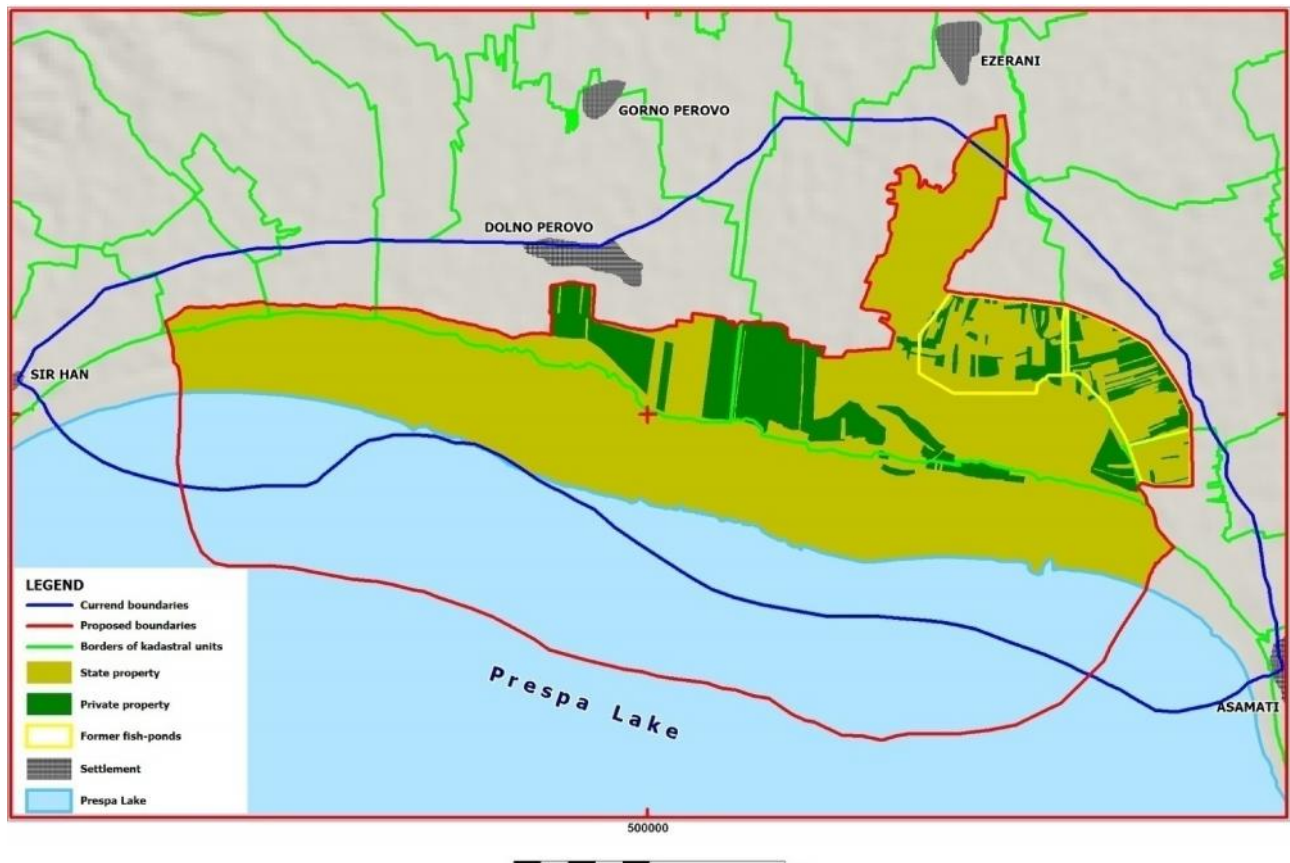 EZERANI
GORNO PEROVO
DOLNO PEROVO
SIR HAN
LEGEND
Currend boundaries
Proposed boundaries
Borders of kadastral units
State property
Private property
Former fish-ponds
Settlement
Prespa Lake
Prespa Lake
ASAMATI
500000